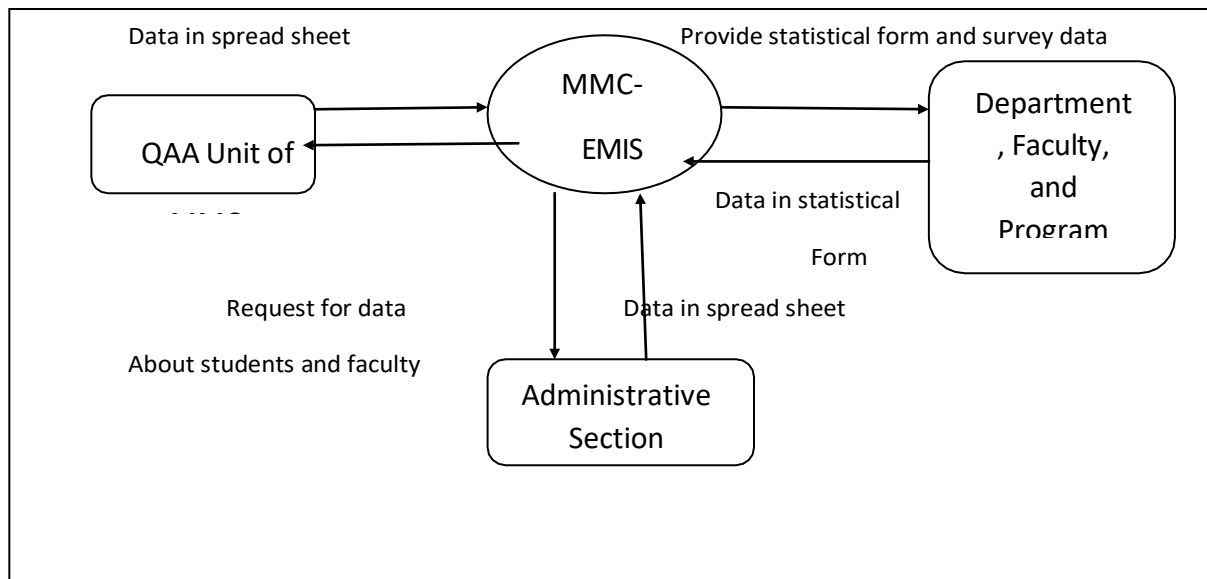 Data in spread sheet
Provide statistical form and survey data
MMC-
EMIS
QAA Unit of
Department
, Faculty,
and
Program
Data in statistical
Form
Request for data
About students and faculty
Data in spread sheet
Administrative
Section